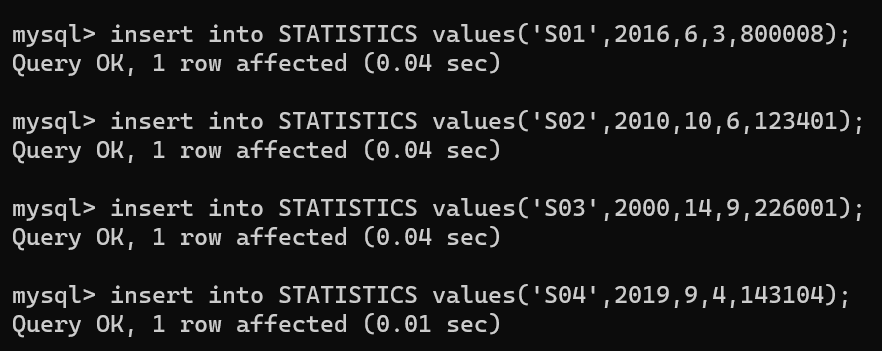 mysql> insert into STATISTICS values('S01',2016,6,3,800008);
Query OK, 1 row affected (0.04 sec)
mysql> insert into STATISTICS values('S02',2010,10,6,123401);
Query OK, 1 row affected (0.04 sec)
mysql> insert into STATISTICS values('S03',2000,14,9,226001);
Query OK, 1 row affected (0.04 sec)
mysql> insert into STATISTICS values('S04',2019,9,4,143104);
Query OK, 1 row affected (0.01 sec)